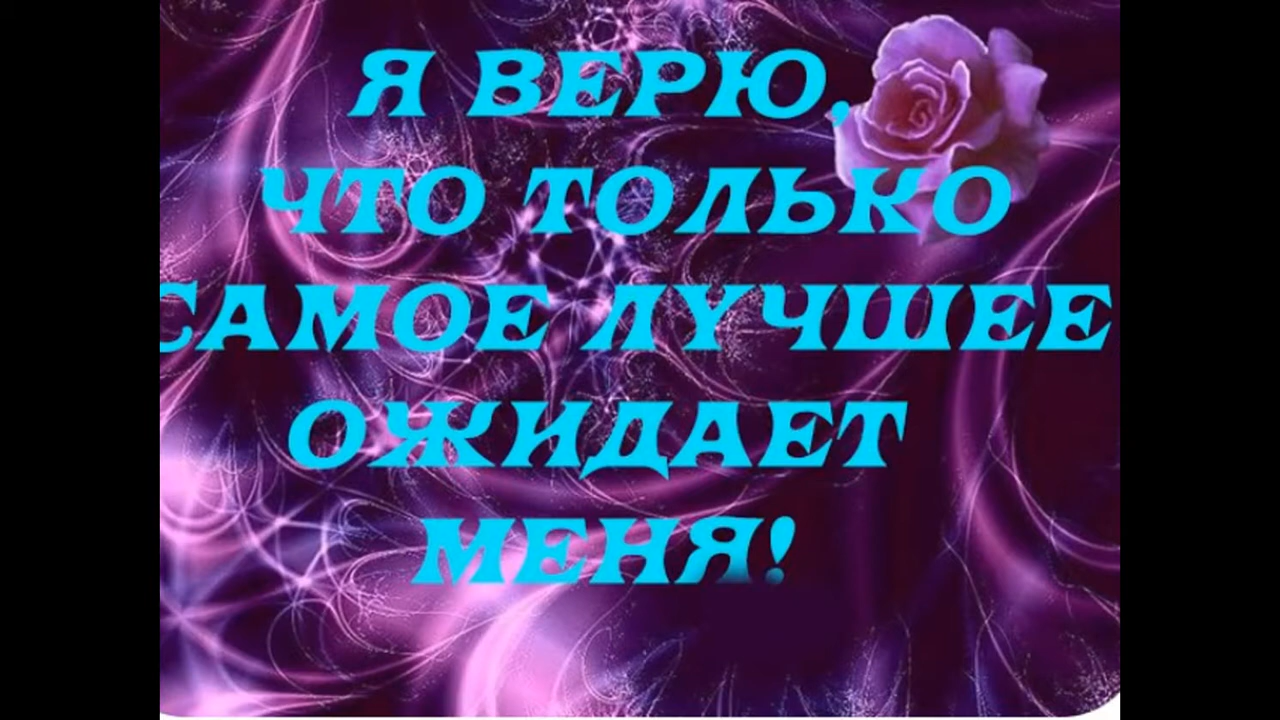 Я ВЕРЮ,
ЧТО ТОЛЬКО
САМОЕ ЛУЧШЕЕ
ОЖИДАЕТ
МЕНЯ!